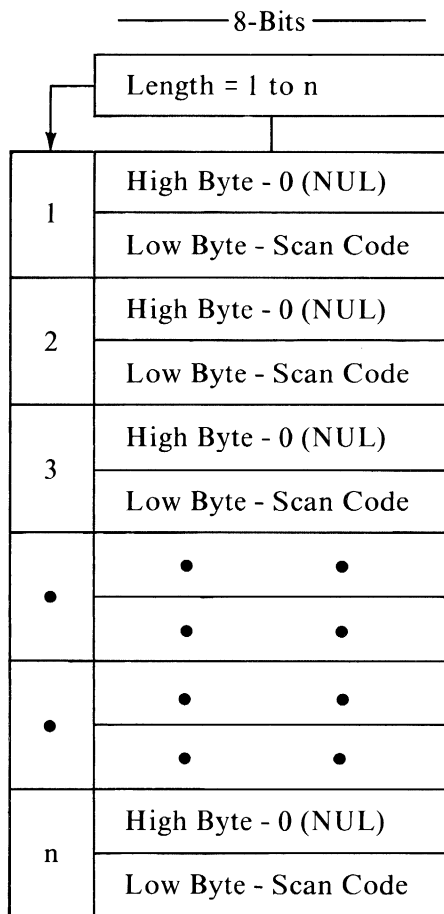 8-Bits
Length = 1 to n
1
High Byte - 0 (NUL)
Low Byte - Scan Code
2
High Byte - 0 (NUL)
Low Byte - Scan Code
3
High Byte - 0 (NUL)
Low Byte - Scan Code
n
High Byte - 0 (NUL)
Low Byte - Scan Code